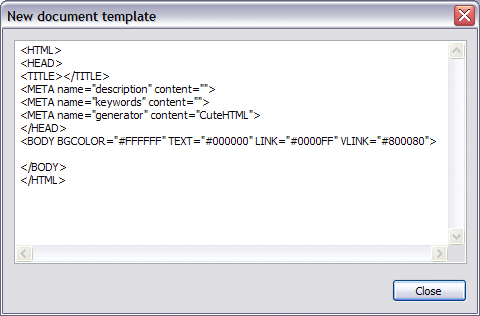 New document template
<HTML>
<HEAD>
<TITLE></TITLE>
<META name="description" content="">
<META name="keywords" content="">
<META name="generator" content="CuteHTML">
</HEAD>
<BODY BGCOLOR="#FFFFFF" TEXT="#000000" LINK="#0000FF" VLINK="#800080">
</BODY>
</HTML>
Close